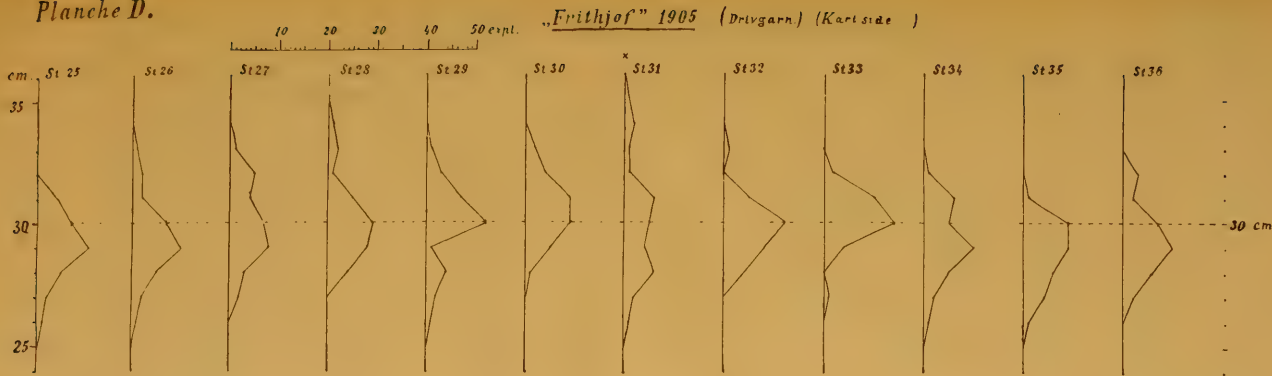 Planche D.
„Frithjof” 1905 (Drivgarn.) (Kart side )
10 20 30 40 50 expl.
x
cm. St 25 St 26 St 27 St 28 St 29 St 30 St 31 St 32 St 33 St 34 St 35 St 36
35
30 30 cm
25